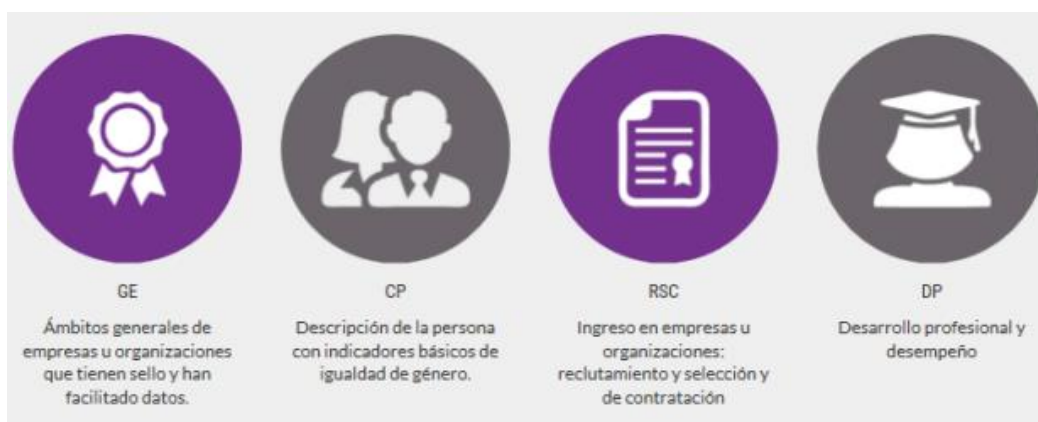 GE
Ámbitos generales de
empresas u organizaciones
que tienen sello y han
facilitado datos.
CP
Descripción de la persona
con indicadores básicos de
igualdad de género.
RSC
Ingreso en empresas u
organizaciones:
reclutamiento y selección y
de contratación
DP
Desarrollo profesional y
desempeño